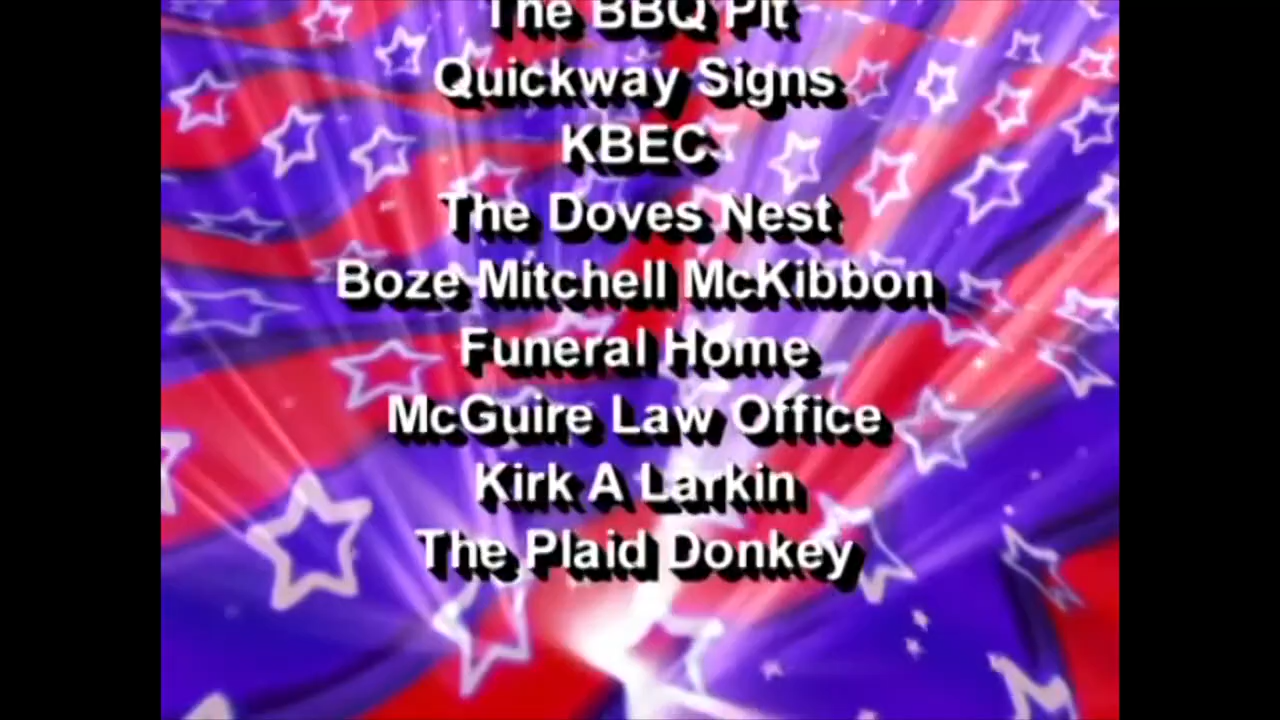 The BBQ Pit
Quickway Signs
KBEC
The Doves Nest
Boze Mitchell McKibbon
Funeral Home
McGuire Law Office
Kirk A Larkin
The Plaid Donkey